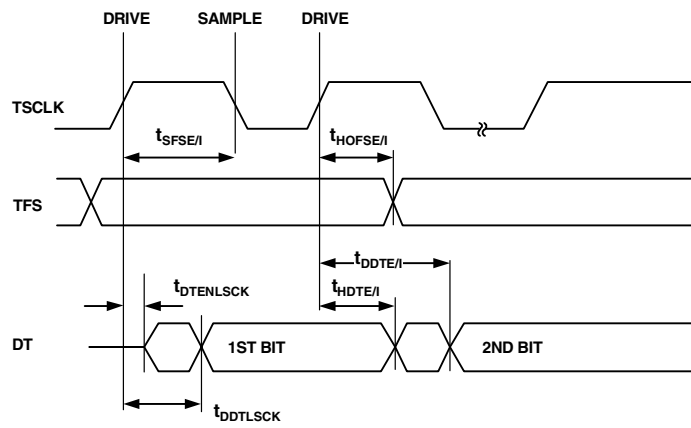 DRIVE SAMPLE DRIVE
TSCLK
tSFSE/I
tHOFSE/I
TFS
tDDTE/I
tDTENLSCK
tHDTE/I
DT
1ST BIT
2ND BIT
tDDTLSCK